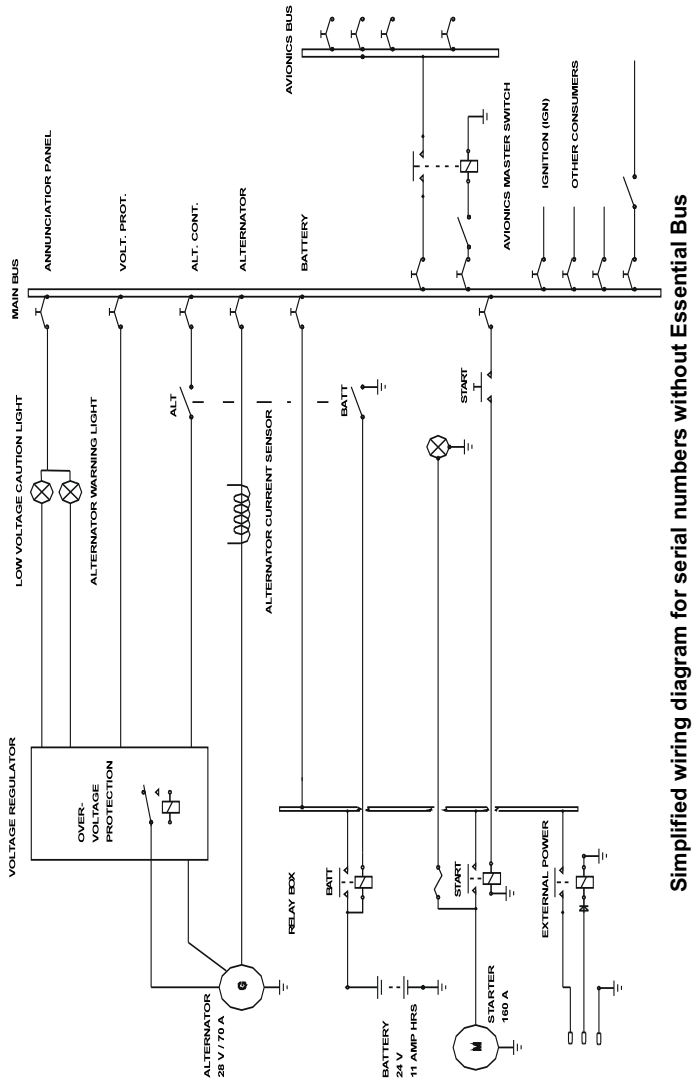 AVIONICS BUS
MAIN BUS
ANNUNCIATIOR PANEL
VOLT. PROT.
ALT. CONT.
ALTERNATOR
BATTERY
AVIONICS MASTER SWITCH
IGNITION (IGN)
OTHER CONSUMERS
LOW VOLTAGE CAUTION LIGHT
ALTERNATOR WARNING LIGHT
ALT
ALTERNATOR CURRENT SENSOR
BATT
START
VOLTAGE REGULATOR
OVER-
VOLTAGE
PROTECTION
RELAY BOX
BATT
START
EXTERNAL POWER
ALTERNATOR
28 V / 70 A
G
BATTERY
24 V
11 AMP HRS
STARTER
160 A
M
Simplified wiring diagram for serial numbers without Essential Bus